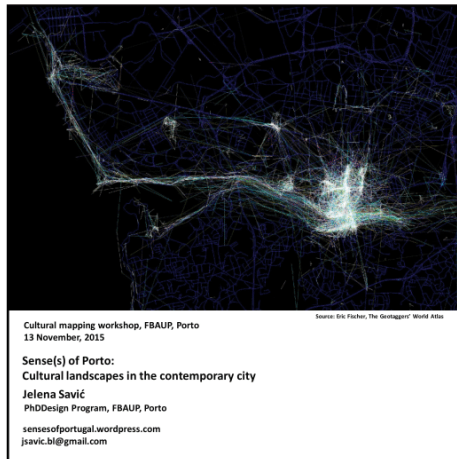 Source: Eric Fischer, The Geotaggers' World Atlas
Cultural mapping workshop, FBAUP, Porto
13 November, 2015
Sense(s) of Porto:
Cultural landscapes in the contemporary city
Jelena Savić
PhDDesign Program, FBAUP, Porto
sensesofportugal.wordpress.com
jsavic.bl@gmail.com